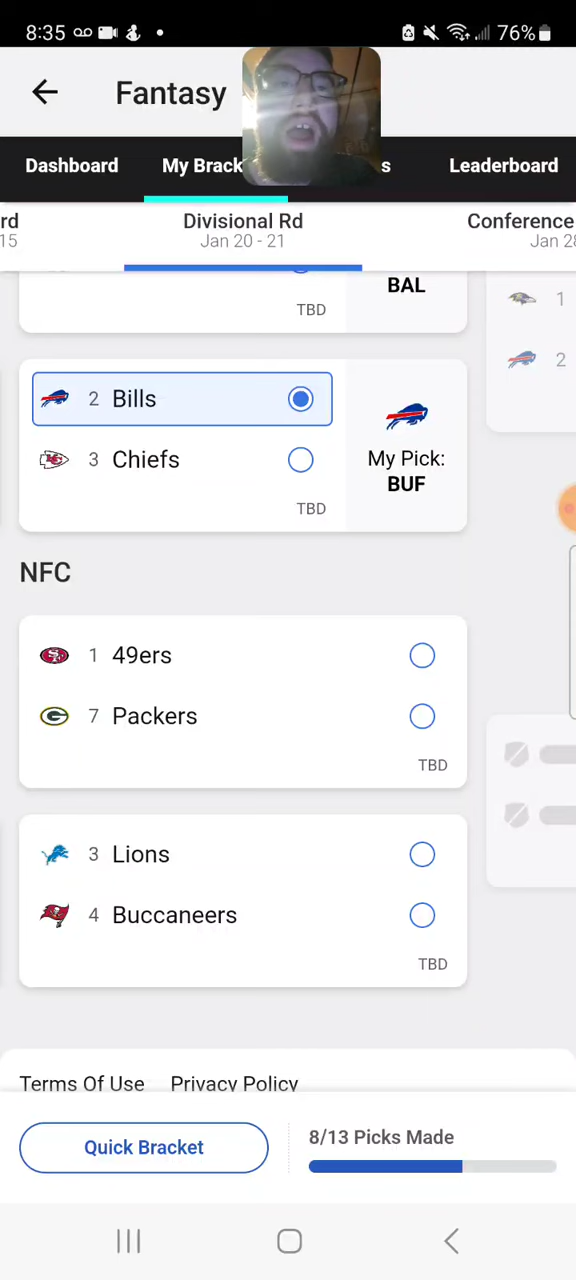 8:35 76%
Fantasy
Dashboard My Brack s Leaderboard
rd Divisional Rd Conference
15 Jan 20 - 21 Jan 28
TBD BAL
1
2
2 Bills
3 Chiefs
My Pick:
BUF
TBD
NFC
1 49ers
7 Packers
TBD
3 Lions
4 Buccaneers
TBD
Terms Of Use Privacy Policy
Quick Bracket 8/13 Picks Made